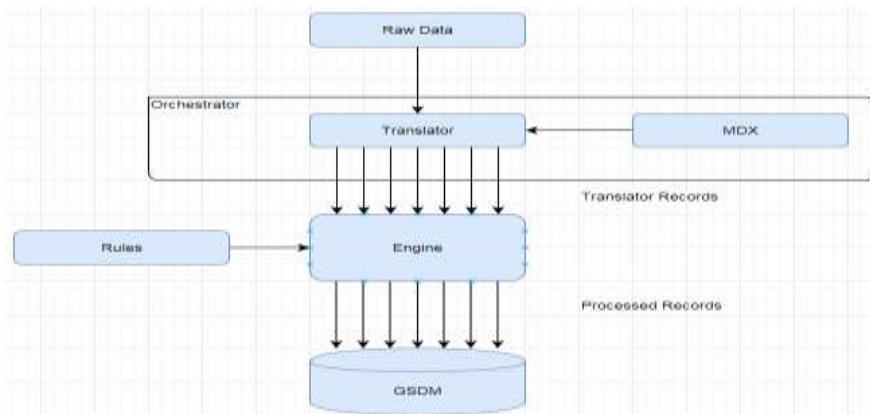 Raw Data
Orchestrator
Translator
MDX
Translator Records
Rules
Engine
Processed Records
GSDM